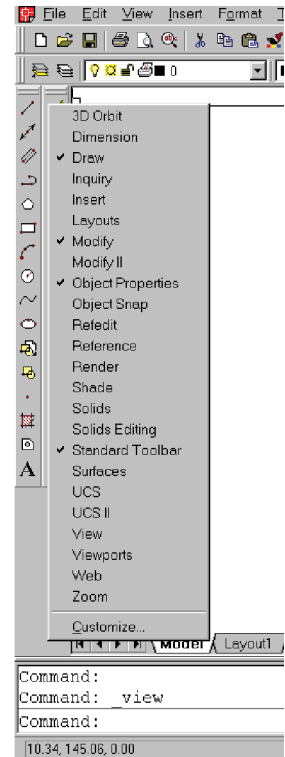 File Edit View Insert Format
0
3D Orbit
Dimension
✔ Draw
Inquiry
Insert
Layouts
✔ Modify
Modify II
✔ Object Properties
Object Snap
Refedit
Reference
Render
Shade
Solids
Solids Editing
✔ Standard Toolbar
Surfaces
UCS
UCS II
View
Viewports
Web
Zoom
Customize...
A
Model Layout1
Command:
Command: _view
Command:
10.34, 145.06, 0.00